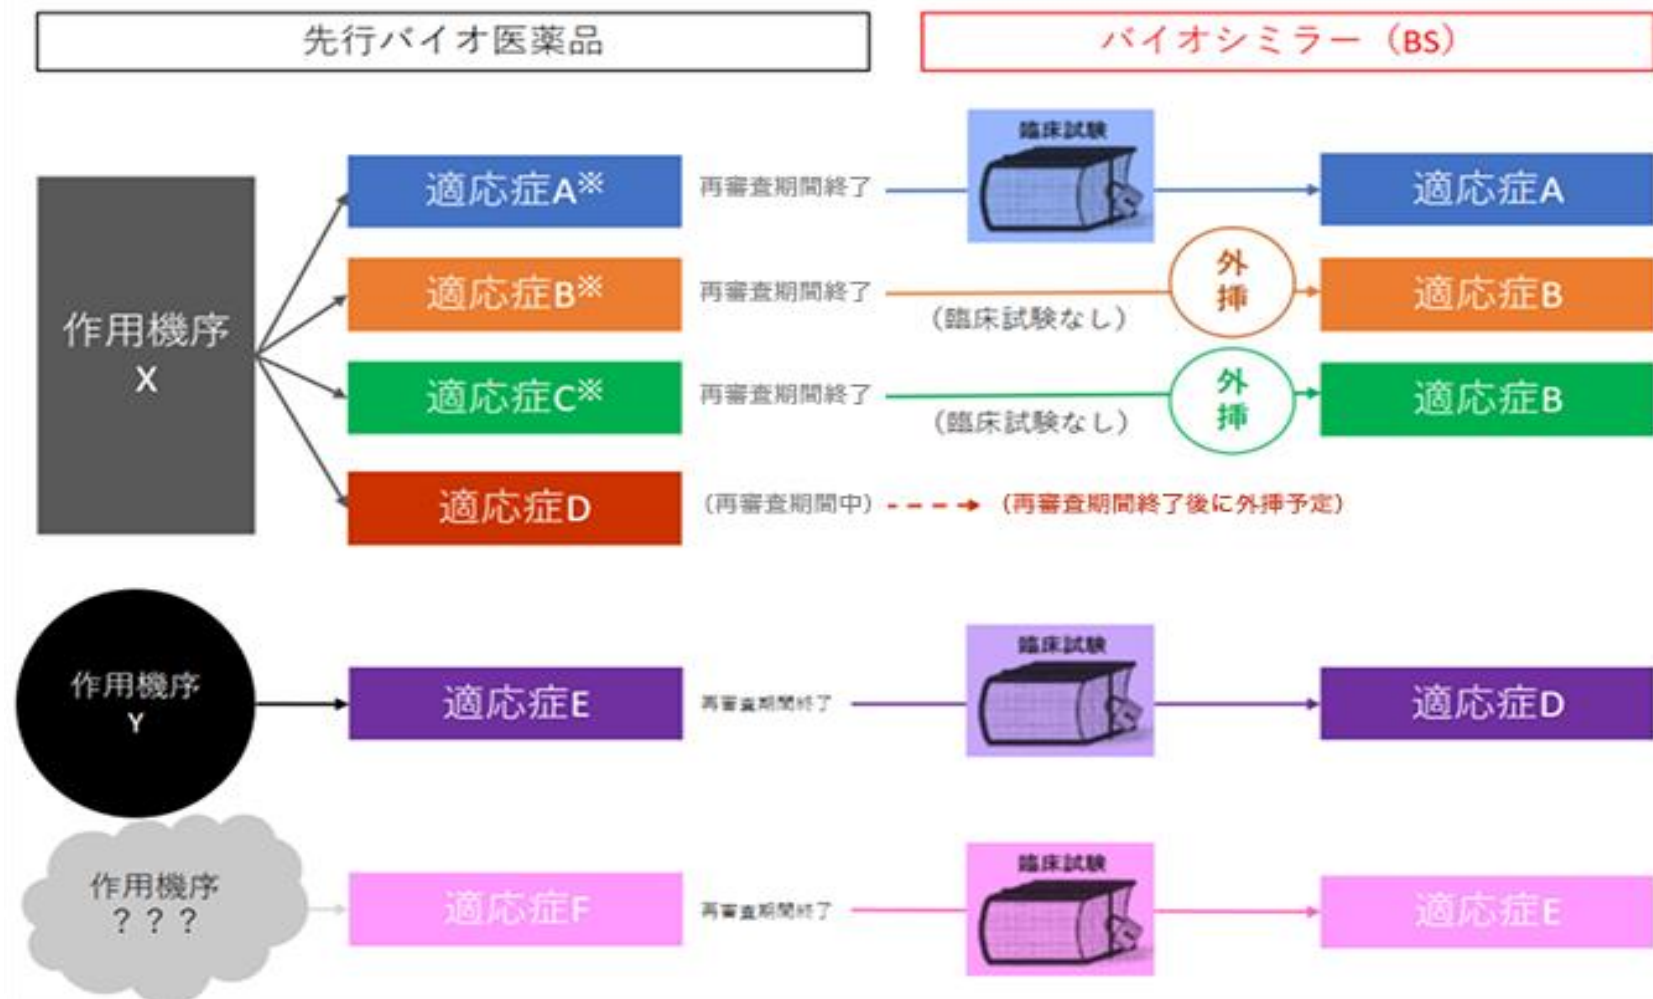 先行バイオ医薬品
バイオシミラー（BS）
作用機序
X
適応症A※
再審査期間終了
臨床試験
適応症A
適応症B※
再審査期間終了
（臨床試験なし）
外
挿
適応症B
適応症C※
再審査期間終了
（臨床試験なし）
外
挿
適応症B
適応症D
（再審査期間中）
（再審査期間終了後に外挿予定）
作用機序
Y
適応症E
再審査期間終了
臨床試験
適応症D
作用機序
？？？
適応症F
再審査期間終了
臨床試験
適応症E